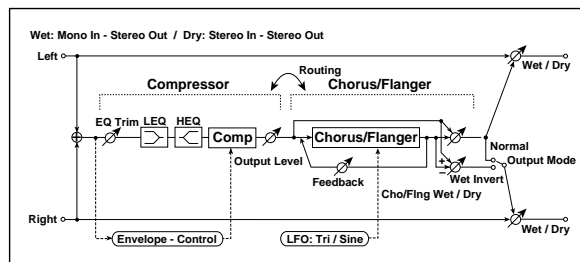 Wet: Mono In - Stereo Out / Dry: Stereo In - Stereo Out
Left
Wet / Dry
Routing
Compressor
Chorus/Flanger
EQ Trim
LEQ
HEQ
Comp
Chorus/Flanger
Normal
Output Mode
Output Level
+
−
Wet Invert
Feedback
Cho/Flng Wet / Dry
Right
Envelope - Control
LFO: Tri / Sine
Wet / Dry